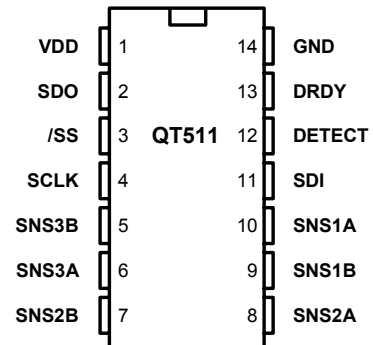 VDD 1 14 GND
SDO 2 13 DRDY
/SS 3 QT511 12 DETECT
SCLK 4 11 SDI
SNS3B 5 10 SNS1A
SNS3A 6 9 SNS1B
SNS2B 7 8 SNS2A